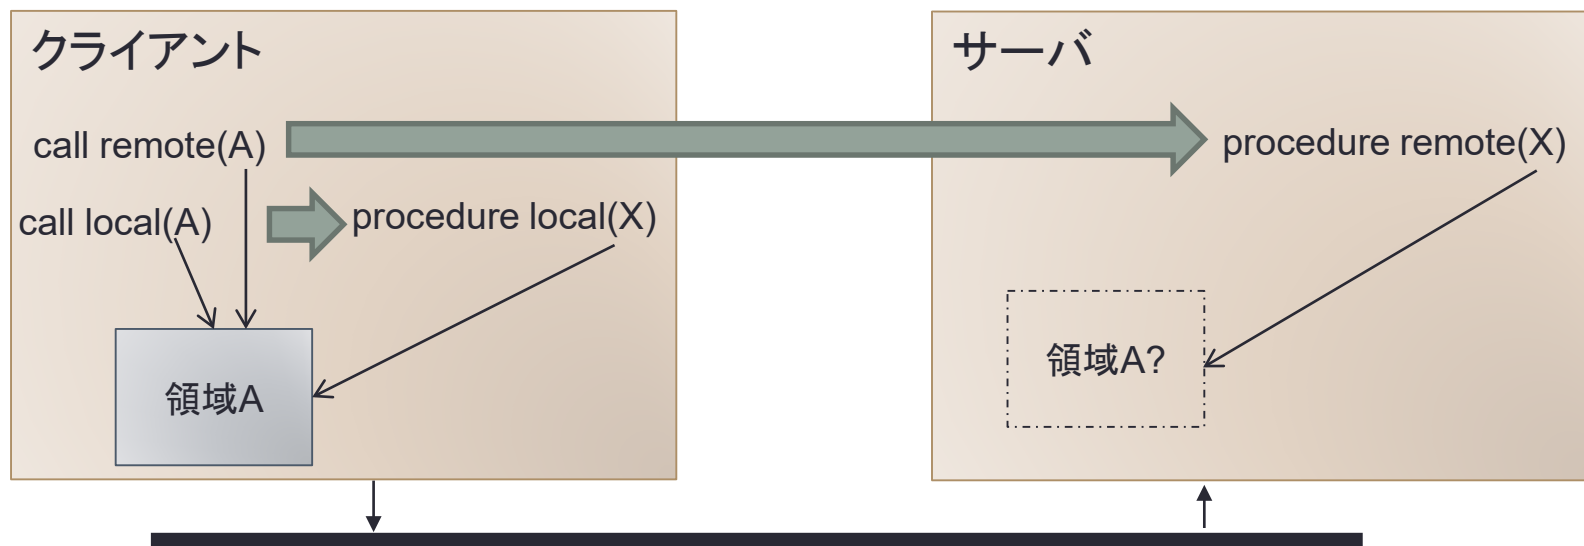 クライアント
call remote(A)
call local(A)
procedure local(X)
領域A
サーバ
procedure remote(X)
領域A?